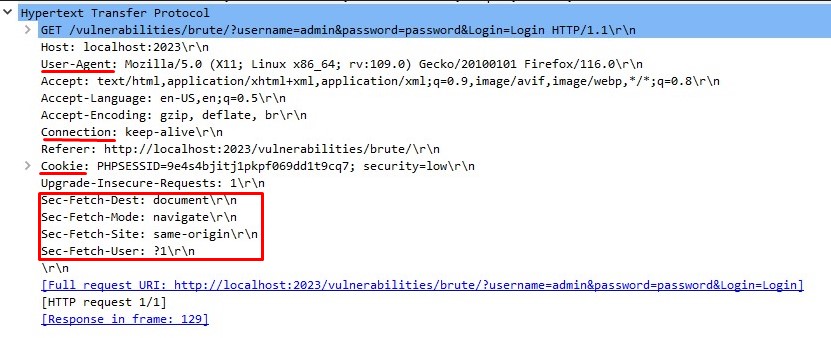 Hypertext Transfer Protocol
GET /vulnerabilities/brute/?username=admin&password=password&Login=Login HTTP/1.1\r\n
Host: localhost:2023\r\n
User-Agent: Mozilla/5.0 (X11; Linux x86_64; rv:109.0) Gecko/20100101 Firefox/116.0\r\n
Accept: text/html,application/xhtml+xml,application/xml;q=0.9,image/avif,image/webp,*/*;q=0.8\r\n
Accept-Language: en-US,en;q=0.5\r\n
Accept-Encoding: gzip, deflate, br\r\n
Connection: keep-alive\r\n
Referer: http://localhost:2023/vulnerabilities/brute/\r\n
Cookie: PHPSESSID=9e4s4bjitj1pkpf069dd1t9cq7; security=low\r\n
Upgrade-Insecure-Requests: 1\r\n
Sec-Fetch-Dest: document\r\n
Sec-Fetch-Mode: navigate\r\n
Sec-Fetch-Site: same-origin\r\n
Sec-Fetch-User: ?1\r\n
\r\n
[Full request URI: http://localhost:2023/vulnerabilities/brute/?username=admin&password=password&Login=Login]
[HTTP request 1/1]
[Response in frame: 129]